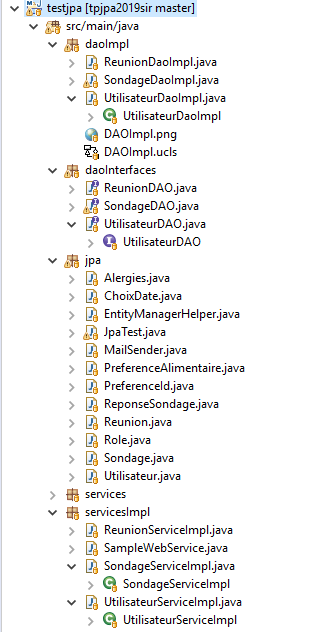 testjpa [tpjpa2019sir master]
src/main/java
daoImpl
ReunionDaoImpl.java
SondageDaoImpl.java
UtilisateurDaoImpl.java
UtilisateurDaoImpl
DAOImpl.png
DAOImpl.ucls
daoInterfaces
ReunionDAO.java
SondageDAO.java
UtilisateurDAO.java
UtilisateurDAO
jpa
Alergies.java
ChoixDate.java
EntityManagerHelper.java
JpaTest.java
MailSender.java
PreferenceAlimentaire.java
PreferenceId.java
ReponseSondage.java
Reunion.java
Role.java
Sondage.java
Utilisateur.java
services
servicesImpl
ReunionServiceImpl.java
SampleWebService.java
SondageServiceImpl.java
SondageServiceImpl
UtilisateurServiceImpl.java
UtilisateurServiceImpl